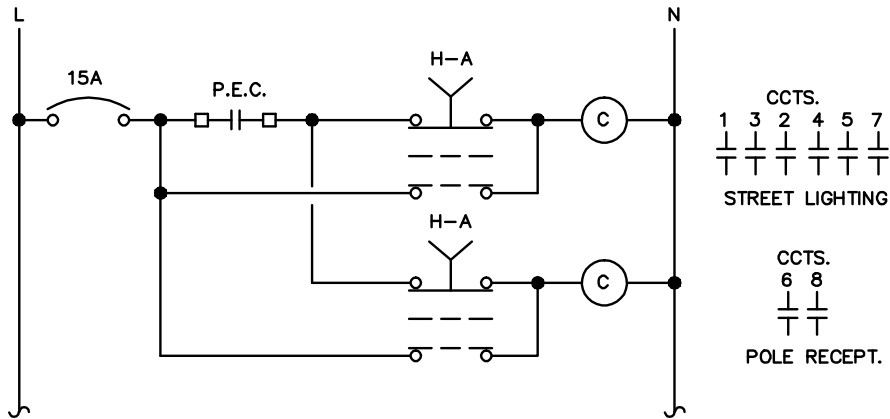 L
N
15A
P.E.C.
H-A
C
CCTS.
1 3 2 4 5 7
STREET LIGHTING
H-A
C
CCTS.
6 8
POLE RECEPT.